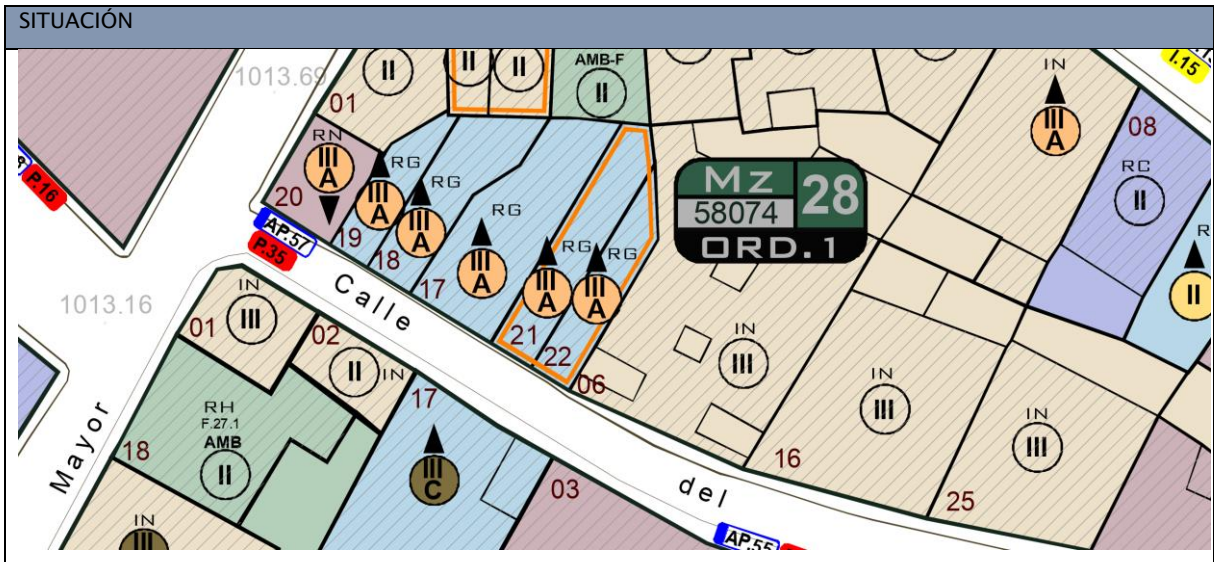 SITUACIÓN
1013.69
01
II
II
II
AMB-F
II
IN
III
A
I.15
08
RC
II
RN
III
A
20
RG
III
A
19
RG
III
A
18
RG
III
A
17
RG
III
A
21
RG
III
A
22
06
Mz
28
58074
ORD.1
P.16
AP.57
P.35
Calle
del
1013.16
Mayor
IN
III
01
02
II
IN
RH
F.27.1
AMB
II
18
17
III
C
03
IN
III
IN
III
16
IN
III
25
II
IN
III
AP.55